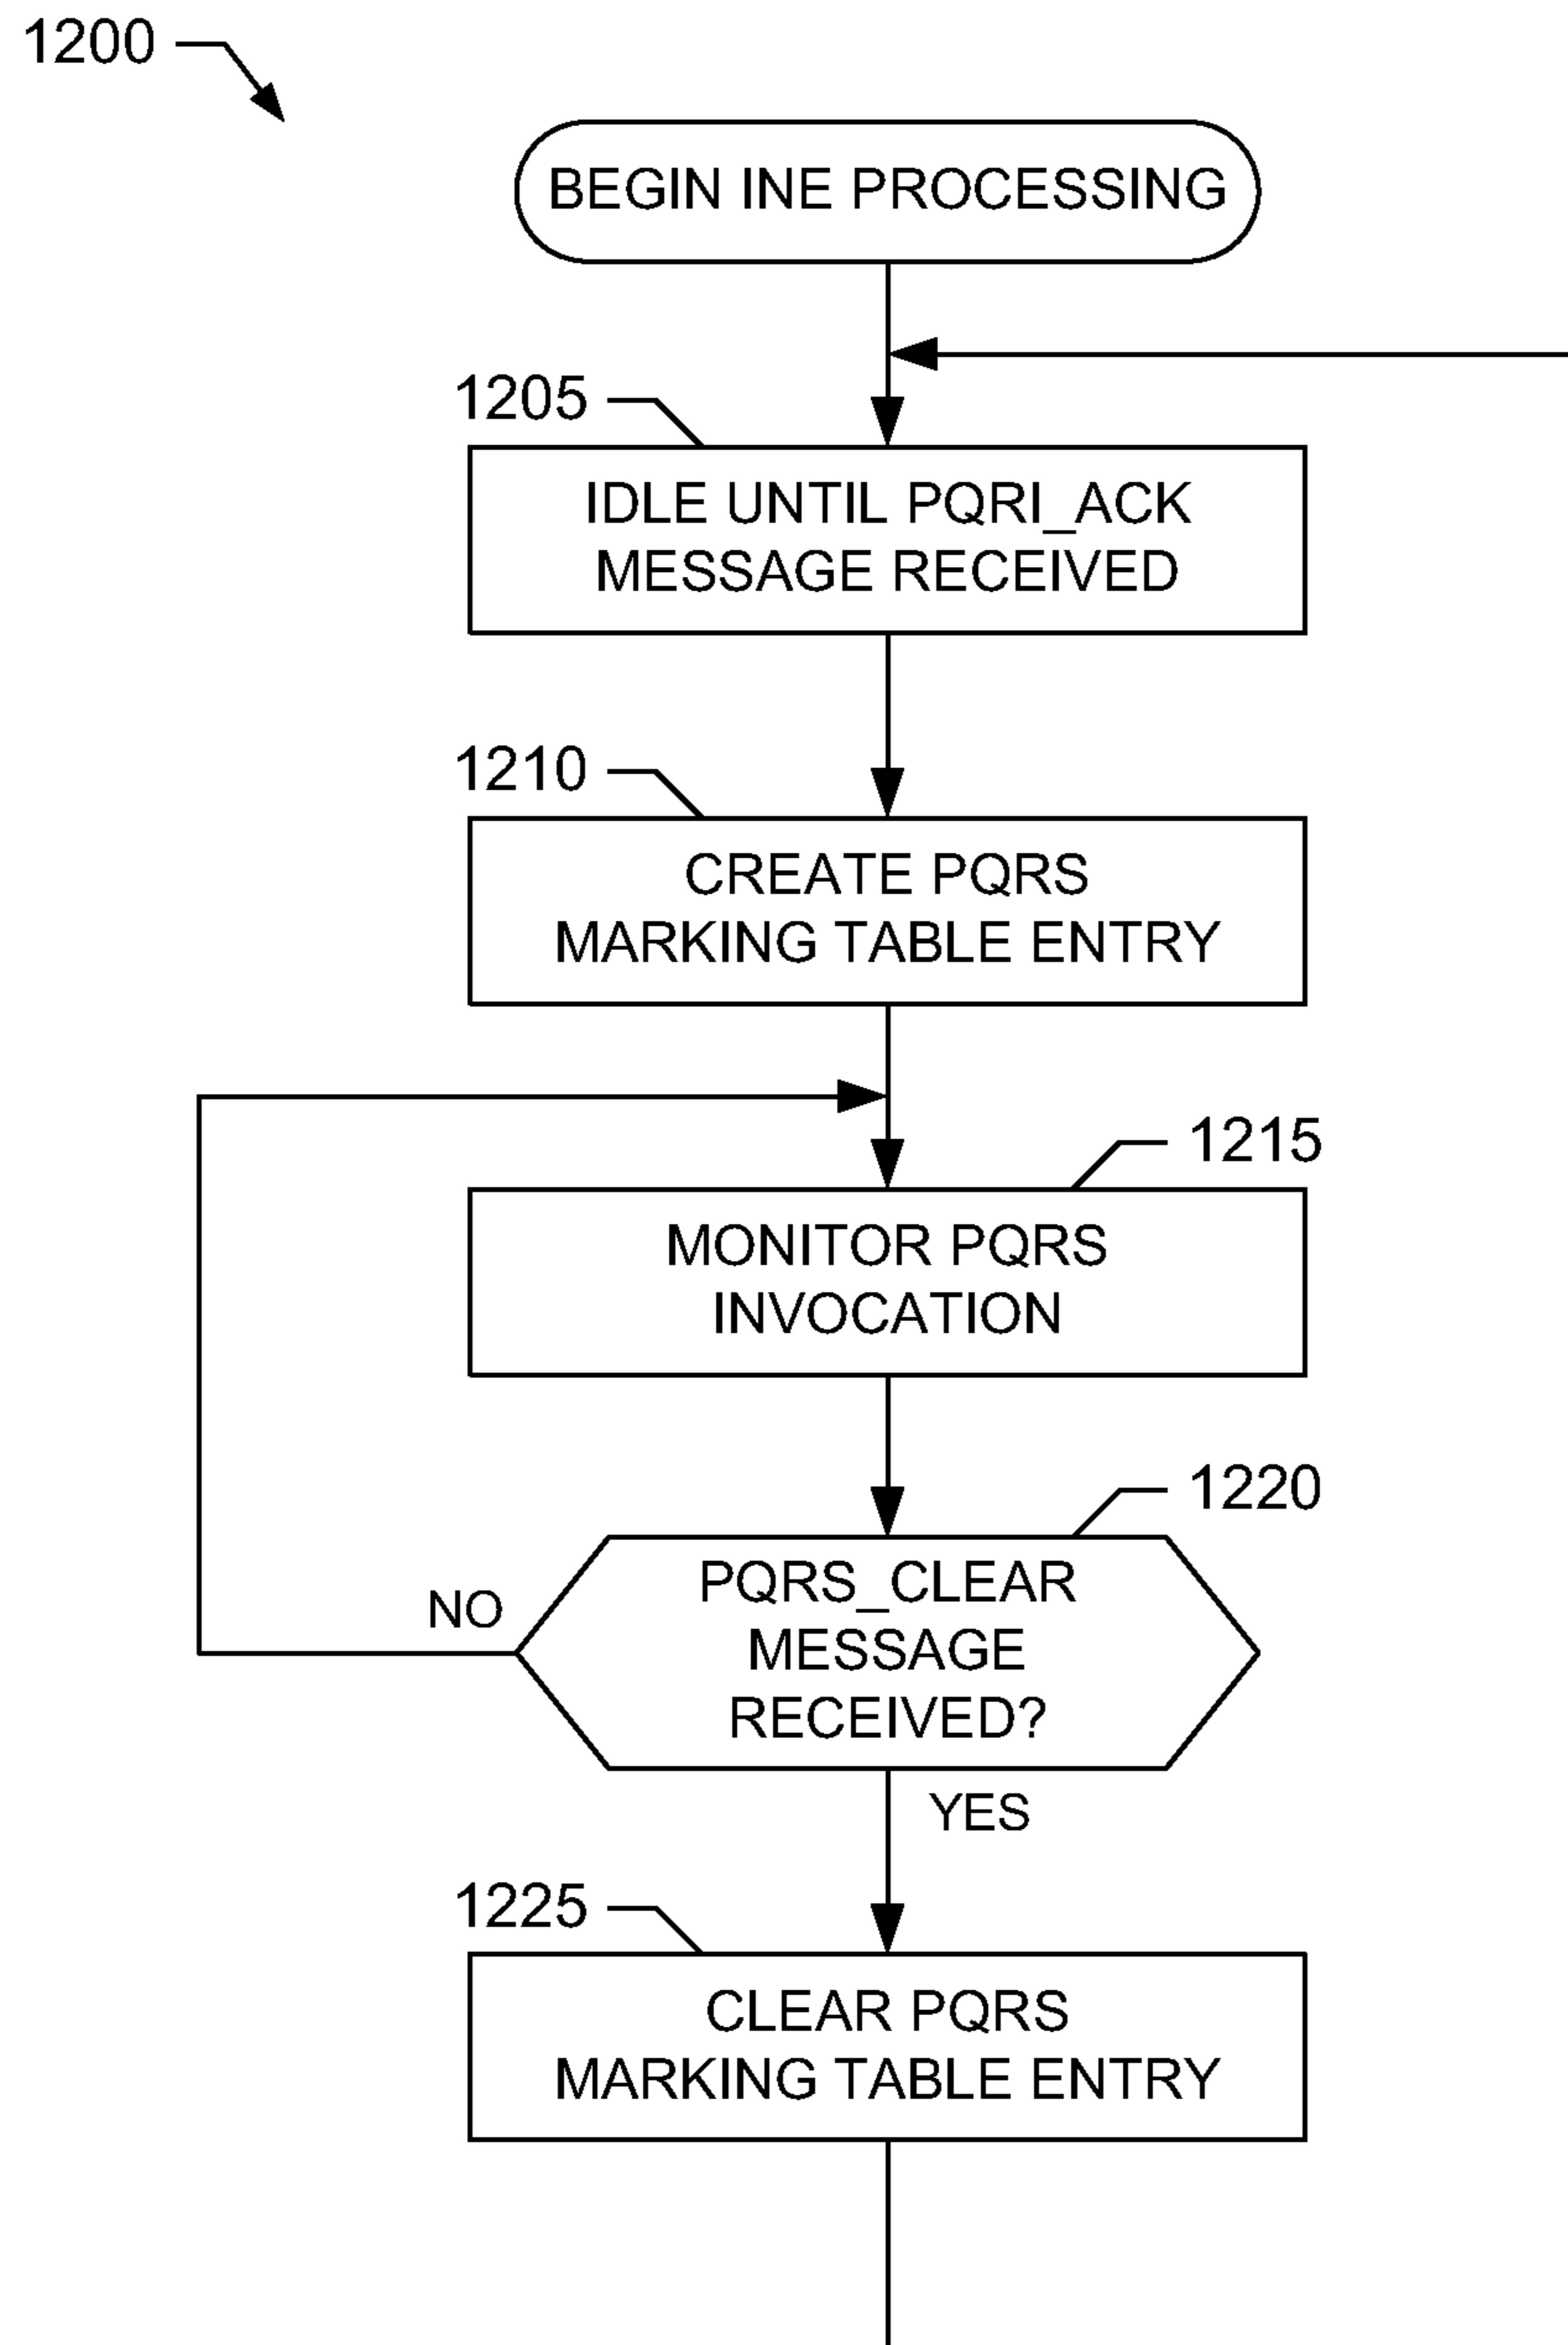 1200
BEGIN INE PROCESSING
1205
IDLE UNTIL PQRI_ACK
MESSAGE RECEIVED
1210
CREATE PQRS
MARKING TABLE ENTRY
1215
MONITOR PQRS
INVOCATION
1220
PQRS_CLEAR
MESSAGE
RECEIVED?
NO
YES
1225
CLEAR PQRS
MARKING TABLE ENTRY